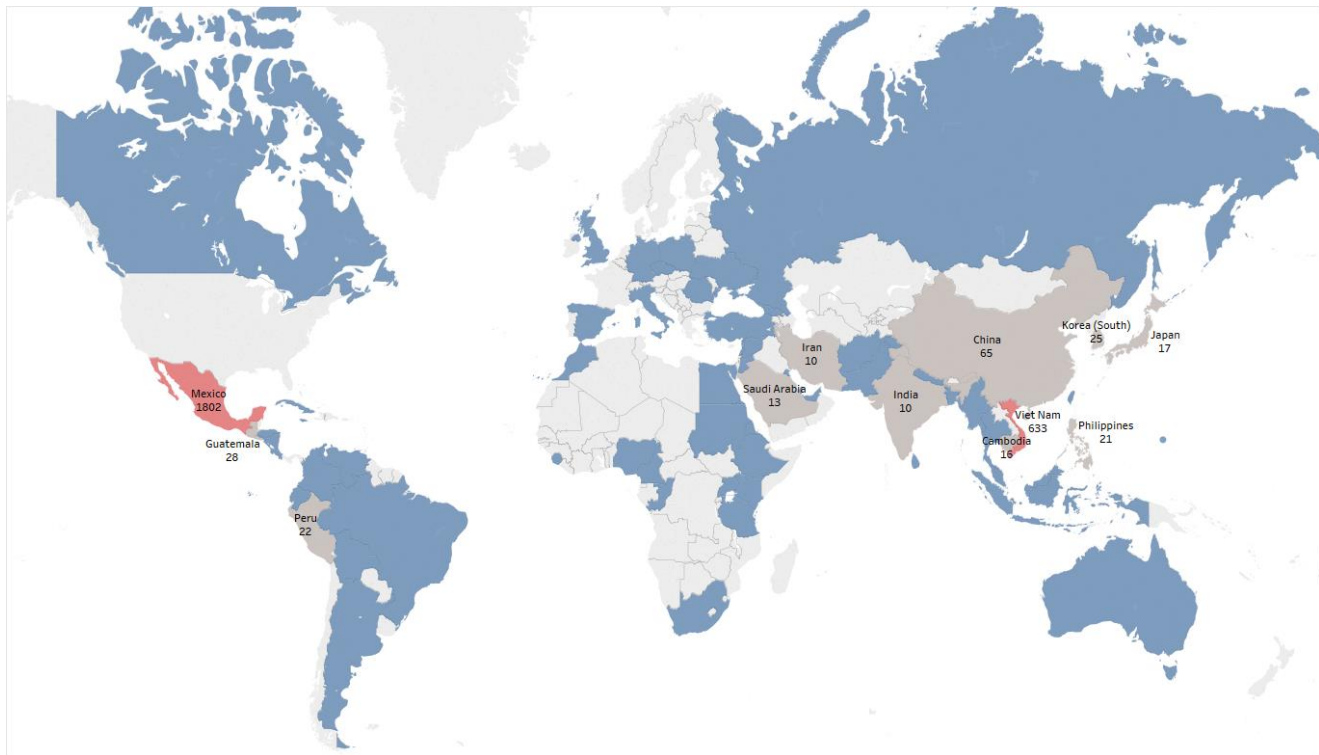 Korea (South)
25
Japan
17
China
65
Iran
10
Saudi Arabia
13
India
10
Mexico
1802
Viet Nam
633
Philippines
21
Guatemala
28
Cambodia
16
Peru
22